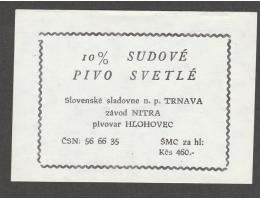 10% SUDOVÉ
PIVO SVETLÉ
Slovenské sladovne n. p. TRNAVA
závod NITRA
pivovar HLOHOVEC
ČSN: 56 66 35 ŠMC za hl:
Kčs 460.-